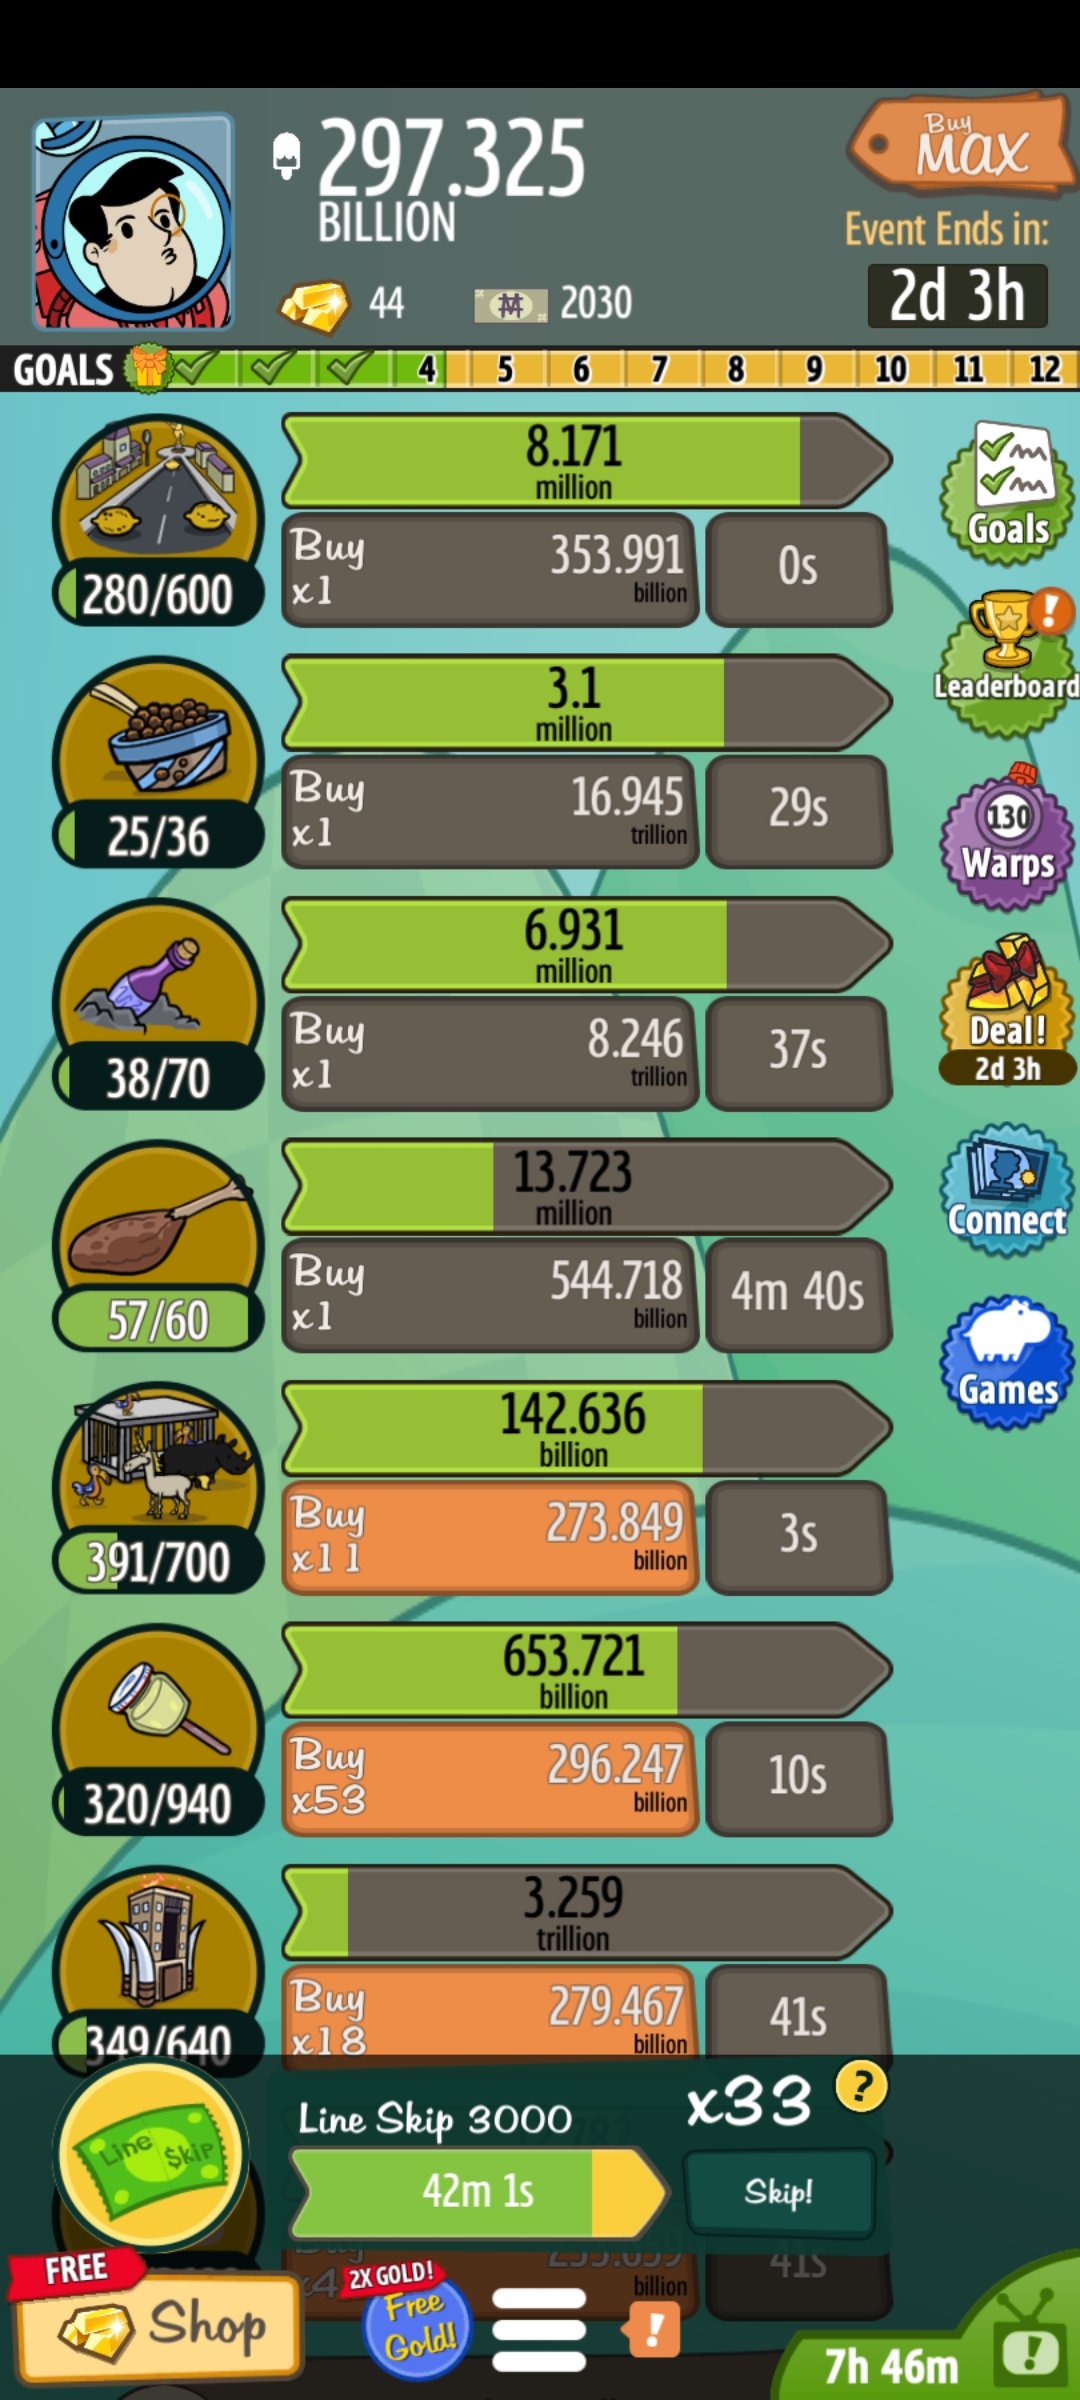 297.325
BILLION
Buy
MAX
Event Ends in:
2d 3h
44
2030
GOALS 4 5 6 7 8 9 10 11 12
8.171
million
280/600
Buy
x1
353.991
billion
0s
Goals
3.1
million
25/36
Buy
x1
16.945
trillion
29s
Leaderboard
6.931
million
38/70
Buy
x1
8.246
trillion
37s
130
Warps
Deal!
2d 3h
13.723
million
57/60
Buy
x1
544.718
billion
4m 40s
Connect
Games
142.636
billion
391/700
Buy
x11
273.849
billion
3s
653.721
billion
320/940
Buy
x53
296.247
billion
10s
3.259
trillion
349/640
Buy
x18
279.467
billion
41s
Line Skip
Line Skip 3000
x33
?
42m 1s
Skip!
Buy
billion
41s
FREE
Shop
2X GOLD!
Free
Gold!
!
7h 46m
!